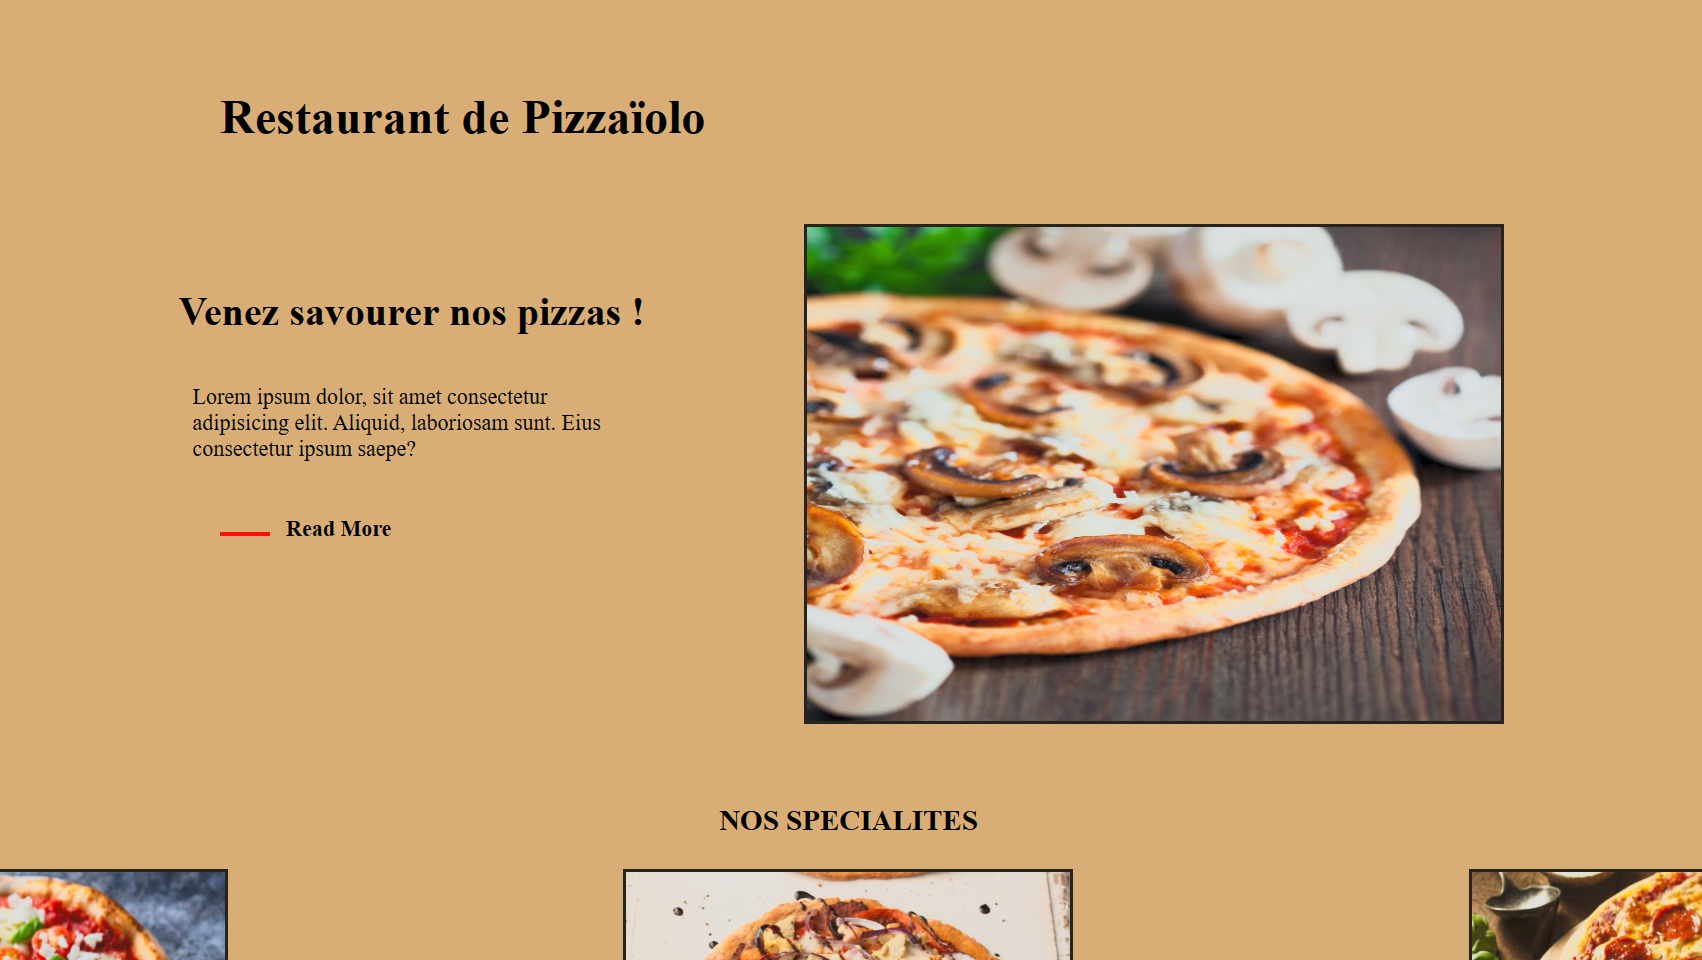 Restaurant de Pizzaïolo
Venez savourer nos pizzas !
Lorem ipsum dolor, sit amet consectetur
adipisicing elit. Aliquid, laboriosam sunt. Eius
consectetur ipsum saepe?
Read More
NOS SPECIALITES